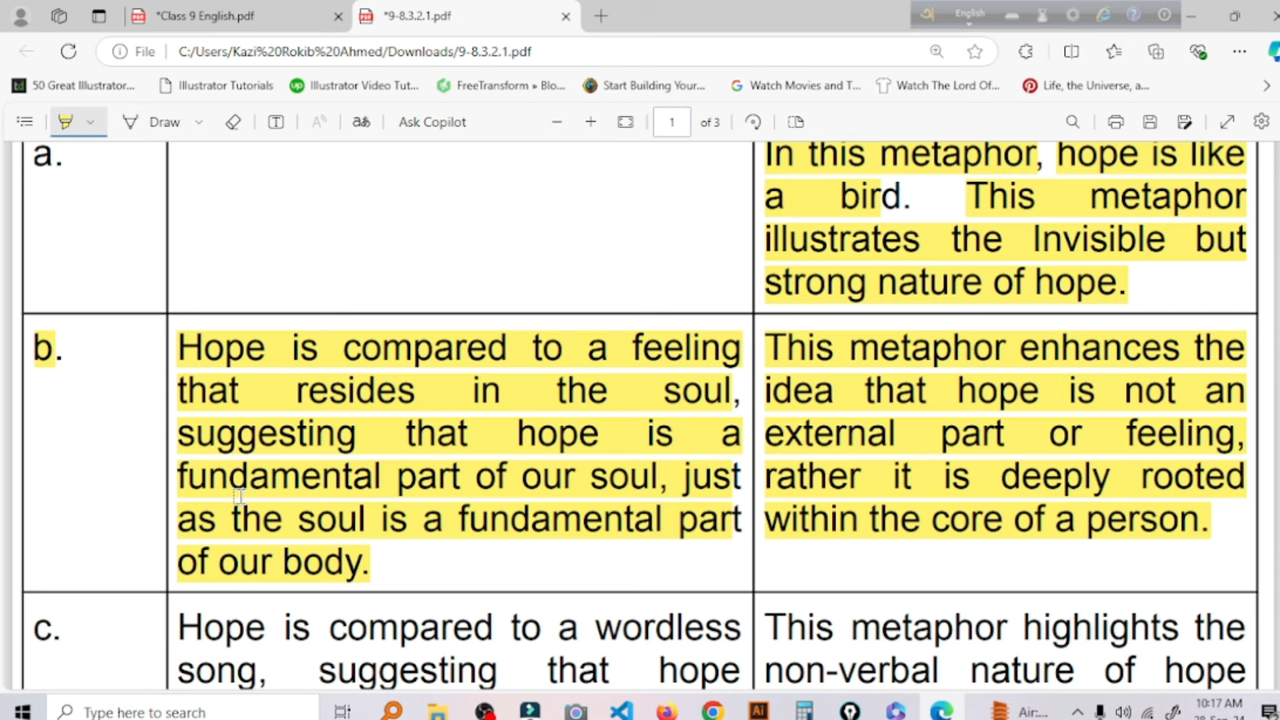 *Class 9 English.pdf
*9-8.3.2.1.pdf
English
File
C:/Users/Kazi%20Rokib%20Ahmed/Downloads/9-8.3.2.1.pdf
50 Great Illustrator...
Illustrator Tutorials
Illustrator Video Tut...
FreeTransform » Blo...
Start Building Your...
Watch Movies and T...
Watch The Lord Of...
Life, the Universe, a...
Draw
Ask Copilot
1 of 3
a.
In this metaphor, hope is like
a bird. This metaphor
illustrates the Invisible but
strong nature of hope.
b.
Hope is compared to a feeling
that resides in the soul,
suggesting that hope is a
fundamental part of our soul, just
as the soul is a fundamental part
of our body.
This metaphor enhances the
idea that hope is not an
external part or feeling,
rather it is deeply rooted
within the core of a person.
c.
Hope is compared to a wordless
song, suggesting that hope
This metaphor highlights the
non-verbal nature of hope
Type here to search
Air:...
10:17 AM